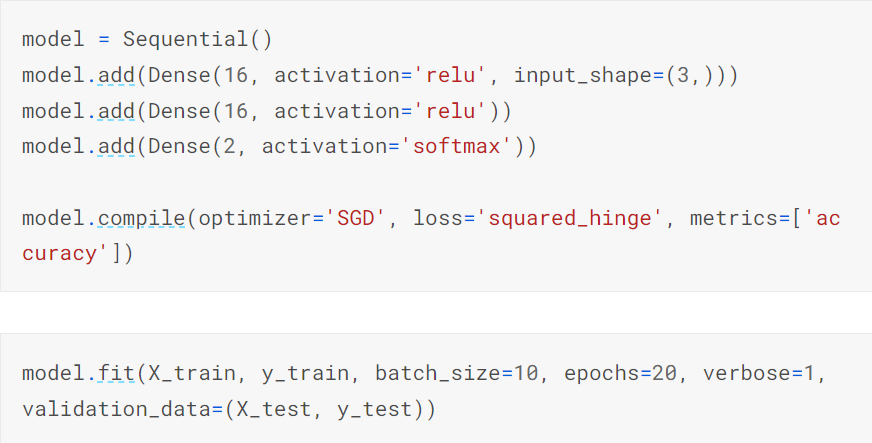 model = Sequential()
model.add(Dense(16, activation='relu', input_shape=(3,)))
model.add(Dense(16, activation='relu'))
model.add(Dense(2, activation='softmax'))
model.compile(optimizer='SGD', loss='squared_hinge', metrics=['ac
curacy'])
model.fit(X_train, y_train, batch_size=10, epochs=20, verbose=1,
validation_data=(X_test, y_test))